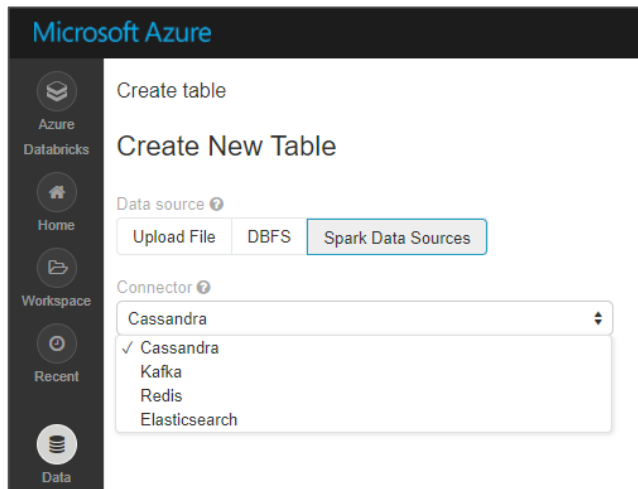 Microsoft Azure
Azure
Databricks
Home
Workspace
Recent
Data
Create table
Create New Table
Data source ?
Upload File DBFS Spark Data Sources
Connector ?
Cassandra
✓ Cassandra
Kafka
Redis
Elasticsearch